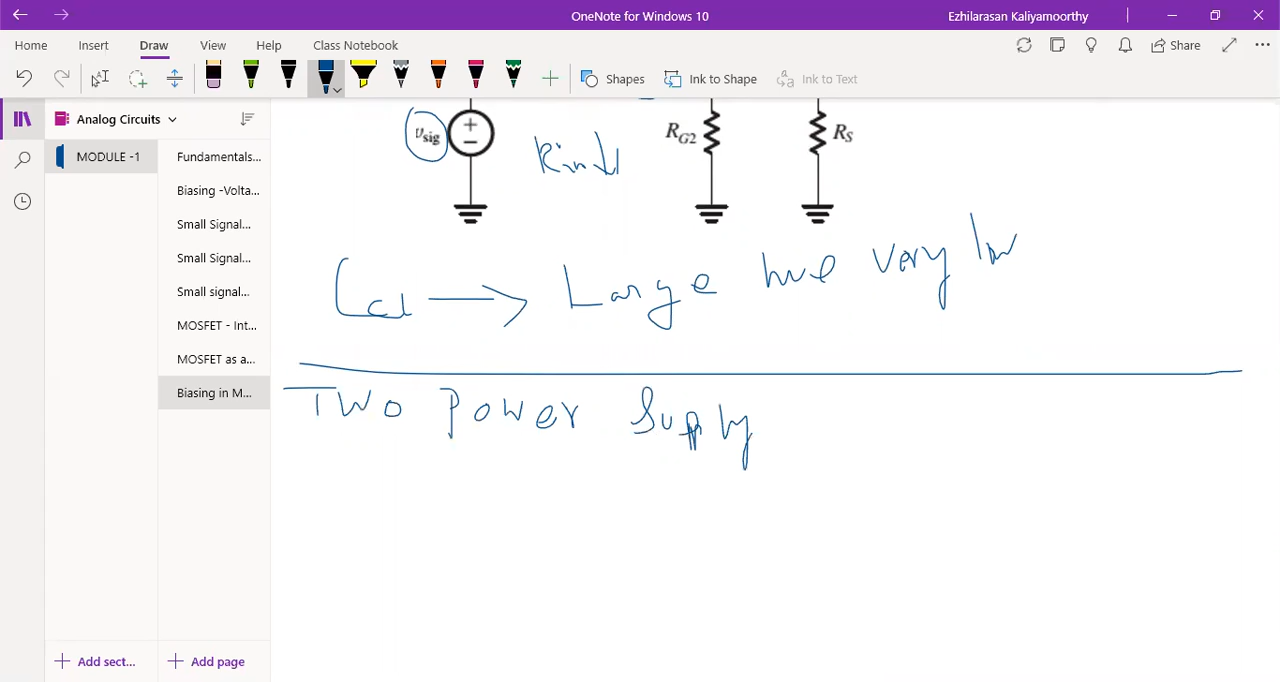 OneNote for Windows 10
Ezhilarasan Kaliyamoorthy
Home Insert Draw View Help Class Notebook
Share
Shapes
Ink to Shape
Ink to Text
Analog Circuits
MODULE -1
Fundamentals...
Biasing -Volta...
Small Signal...
Small Signal...
Small signal...
MOSFET - Int...
MOSFET as a...
Biasing in M...
Add sect...
Add page
vsig
RG2
RS
Large have very low
Two Power Supply